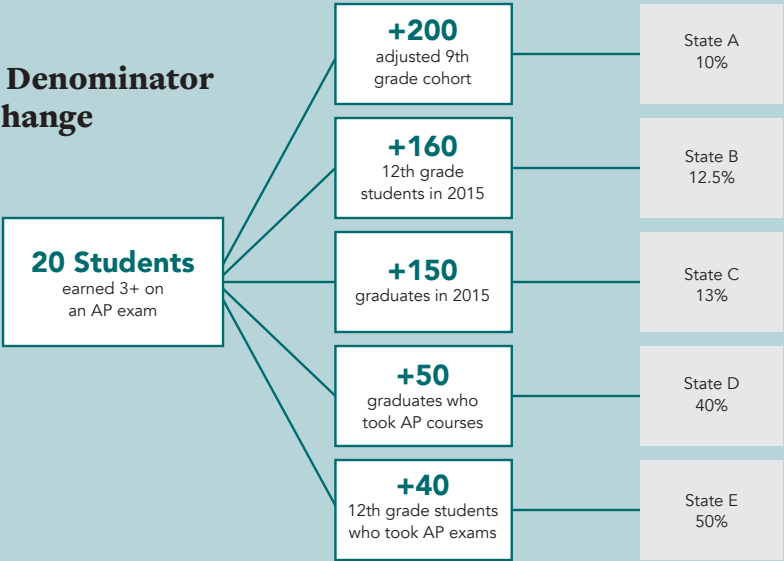 Denominator
hange
20 Students
earned 3+ on
an AP exam
+200
adjusted 9th
grade cohort
State A
10%
+160
12th grade
students in 2015
State B
12.5%
+150
graduates in 2015
State C
13%
+50
graduates who
took AP courses
State D
40%
+40
12th grade students
who took AP exams
State E
50%